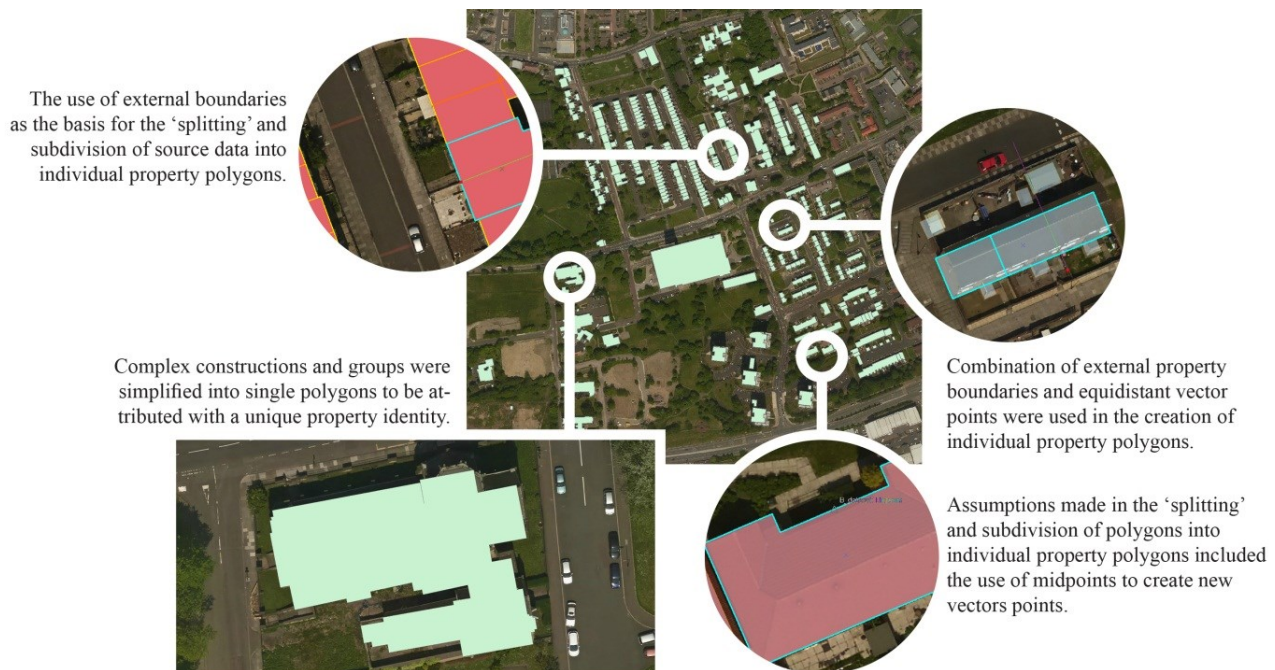 The use of external boundaries
as the basis for the ‘splitting’ and
subdivision of source data into
individual property polygons.
Complex constructions and groups were
simplified into single polygons to be at-
tributed with a unique property identity.
Combination of external property
boundaries and equidistant vector
points were used in the creation of
individual property polygons.
Assumptions made in the ‘splitting’
and subdivision of polygons into
individual property polygons included
the use of midpoints to create new
vectors points.